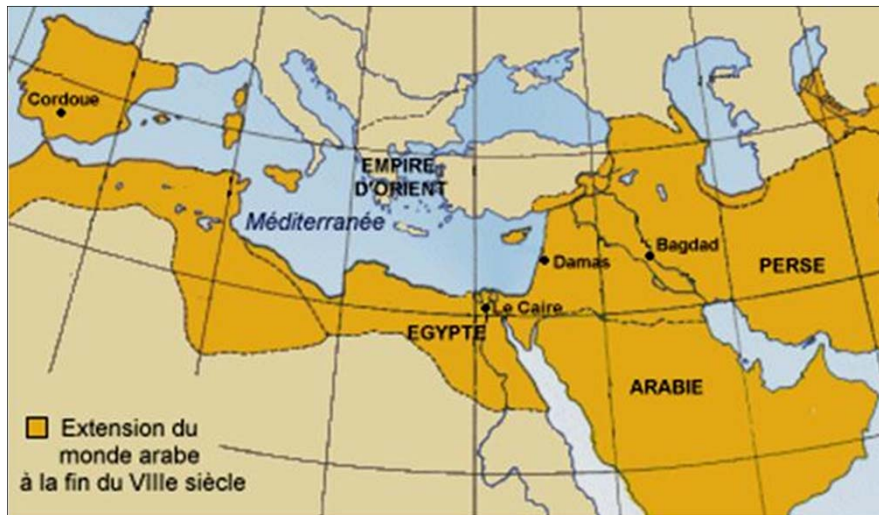 Cordoue
EMPIRE
D'ORIENT
Méditerranée
Damas
Bagdad
PERSE
Le Caire
EGYPTE
ARABIE
Extension du
monde arabe
à la fin du VIIIe siècle